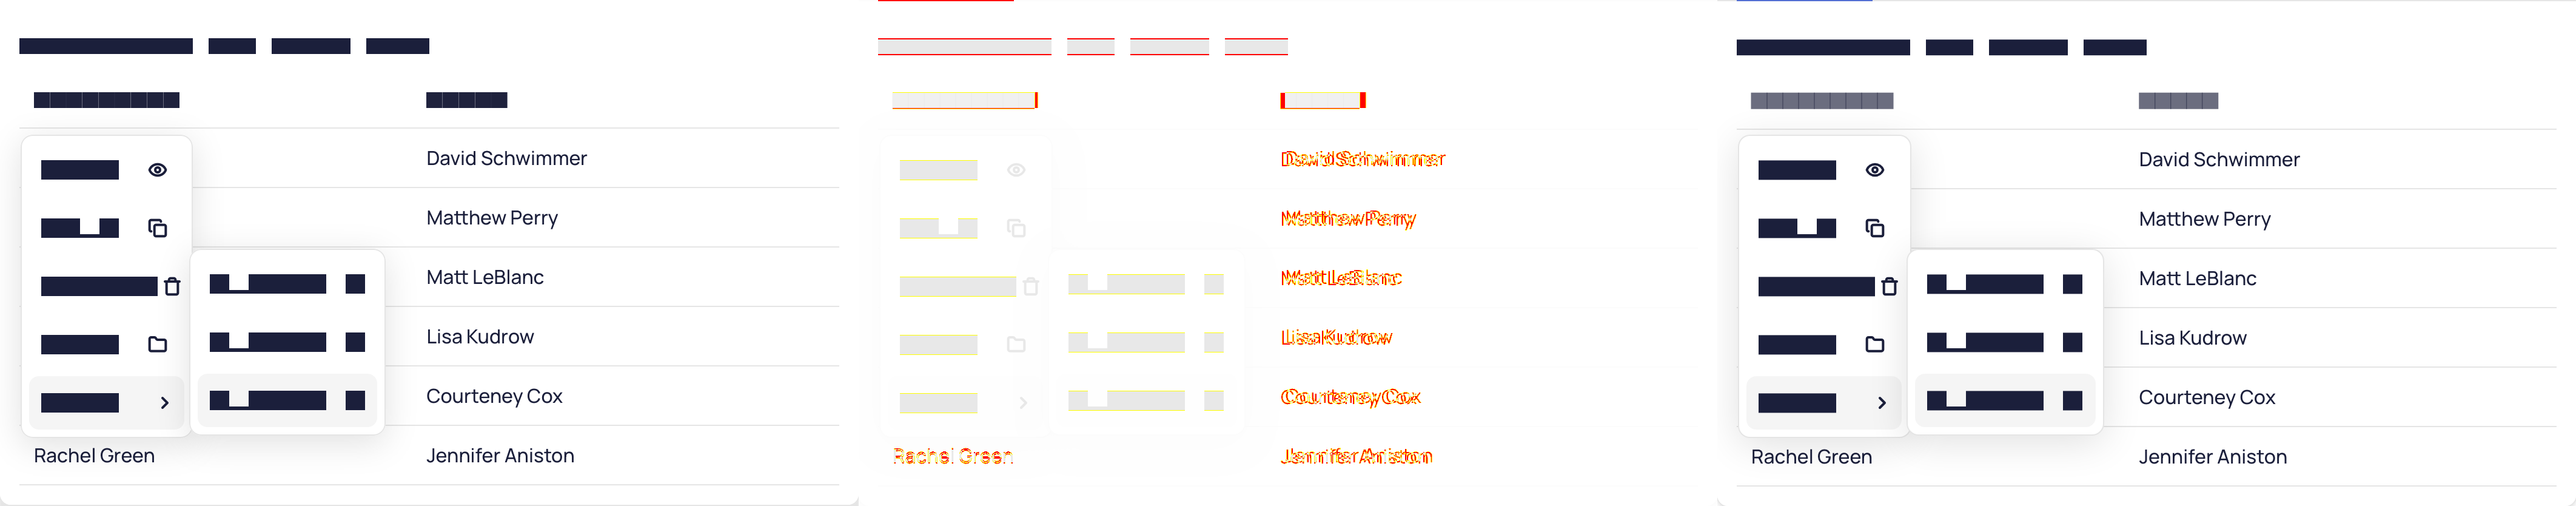 David Schwimmer
Matthew Perry
Matt LeBlanc
Lisa Kudrow
Courteney Cox
Rachel Green Jennifer Aniston
David Schwimmer
Matthew Perry
Matt LeBlanc
Lisa Kudrow
Courteney Cox
Rachel Green Jennifer Aniston
David Schwimmer
Matthew Perry
Matt LeBlanc
Lisa Kudrow
Courteney Cox
Rachel Green Jennifer Aniston